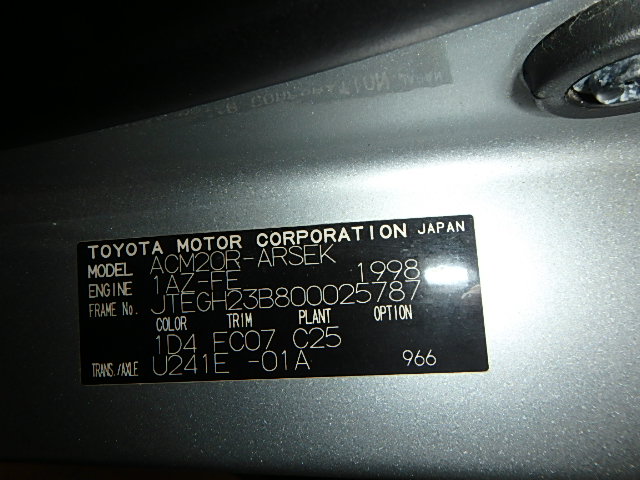 TOYOTA MOTOR CORPORATION JAPAN
MODEL ACM20R-ARSEK
ENGINE 1AZ-FE 1998
FRAME No. JTEGH23B800025787
COLOR TRIM PLANT OPTION
1D4 FC07 C25
TRANS./AXLE U241E -01A 966